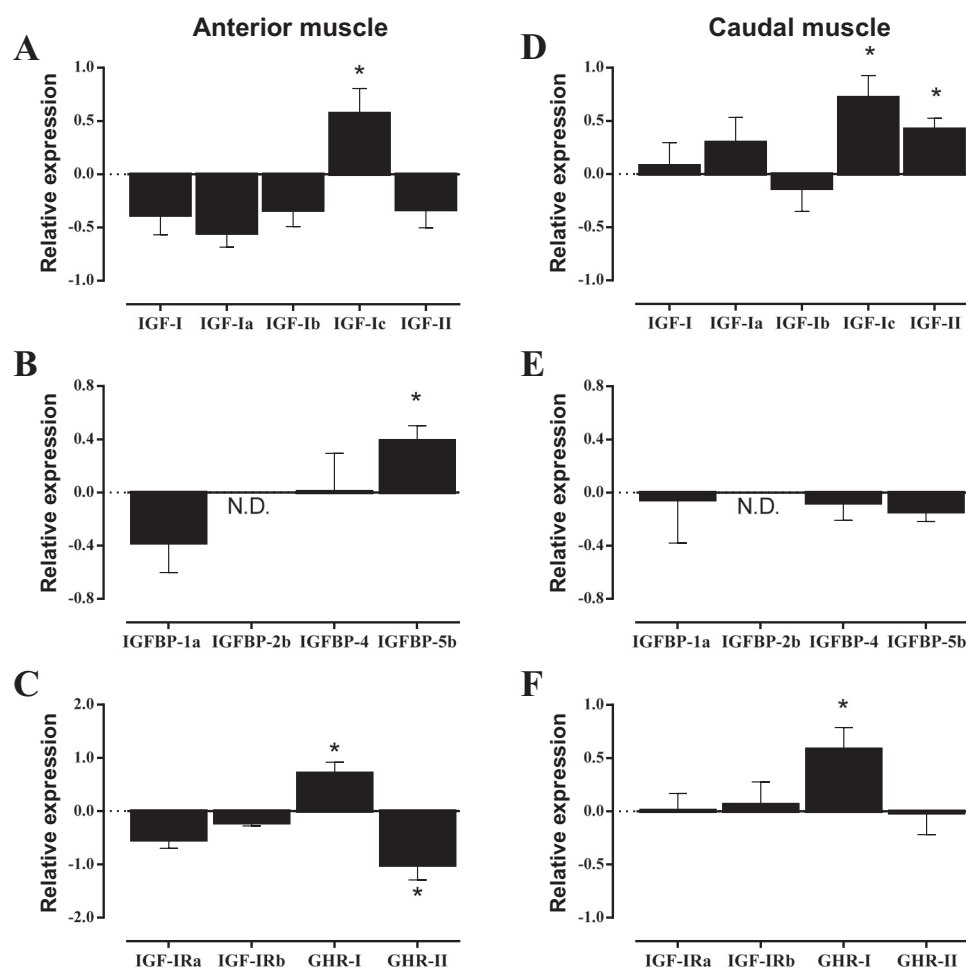 Anterior muscle
Caudal muscle
A
Relative expression
1.0
0.5
0.0
-0.5
-1.0
*
IGF-I IGF-Ia IGF-Ib IGF-Ic IGF-II
D
Relative expression
1.0
0.5
0.0
-0.5
-1.0
*
*
IGF-I IGF-Ia IGF-Ib IGF-Ic IGF-II
B
Relative expression
0.8
0.4
0.0
-0.4
-0.8
*
N.D.
IGFBP-1a IGFBP-2b IGFBP-4 IGFBP-5b
E
Relative expression
0.8
0.4
0.0
-0.4
-0.8
N.D.
IGFBP-1a IGFBP-2b IGFBP-4 IGFBP-5b
C
Relative expression
2.0
1.0
0.0
-1.0
-2.0
*
*
IGF-IRa IGF-IRb GHR-I GHR-II
F
Relative expression
1.0
0.5
0.0
-0.5
-1.0
*
IGF-IRa IGF-IRb GHR-I GHR-II